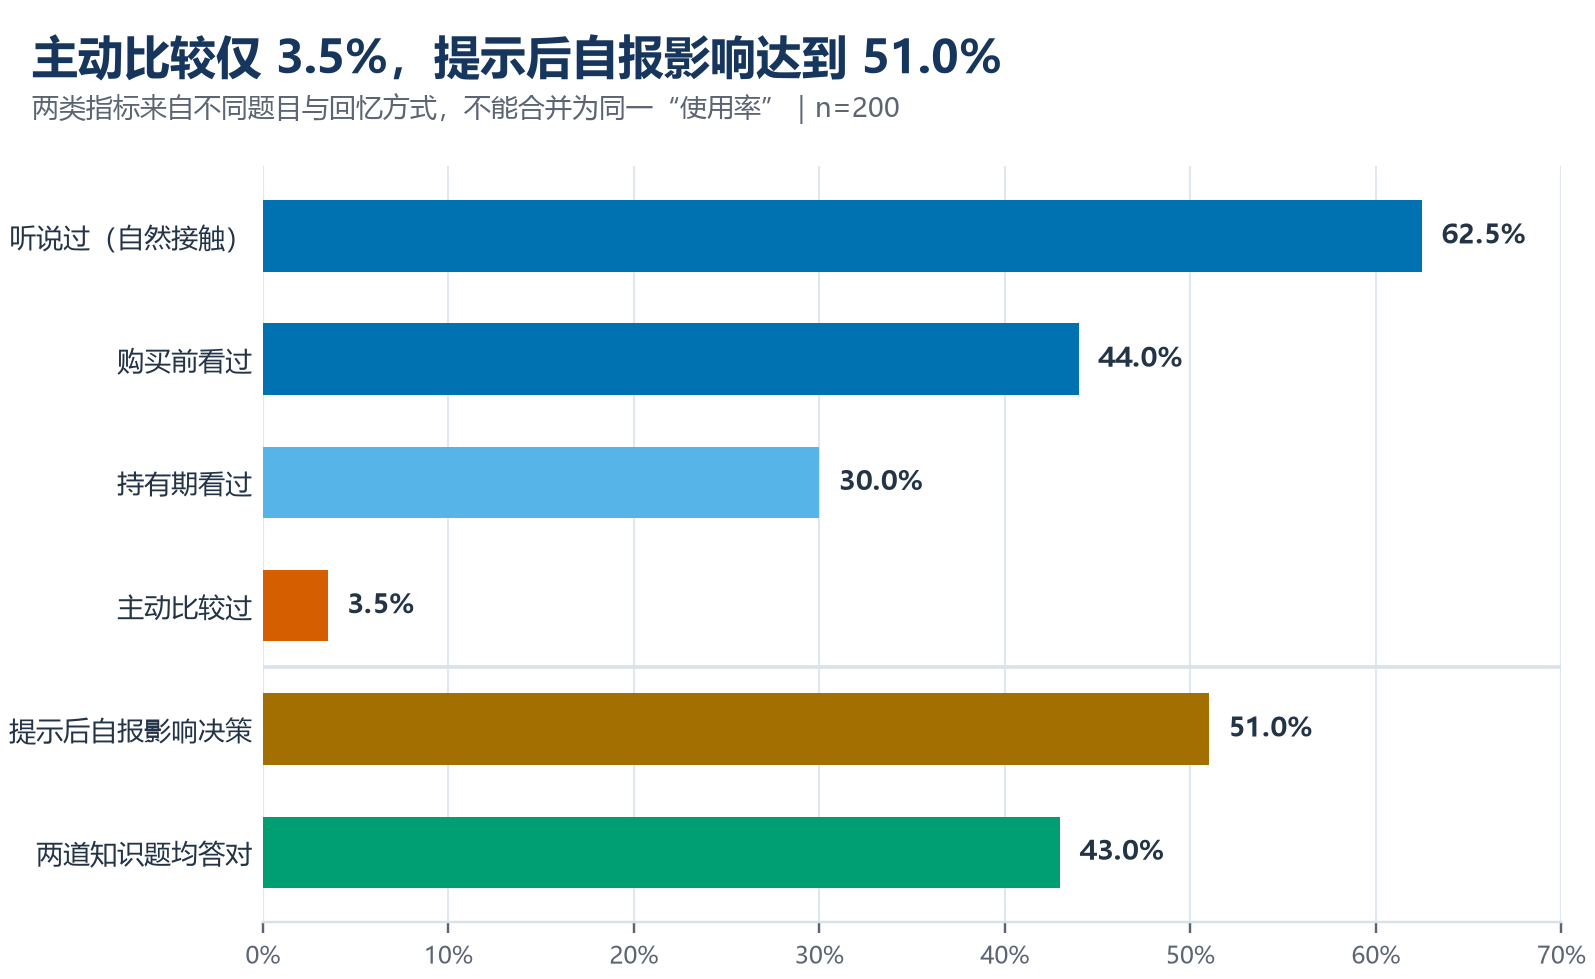 主动比较仅 3.5%，提示后自报影响达到 51.0%
两类指标来自不同题目与回忆方式，不能合并为同一“使用率” | n=200
听说过（自然接触） 62.5%
购买前看过 44.0%
持有期看过 30.0%
主动比较过 3.5%
提示后自报影响决策 51.0%
两道知识题均答对 43.0%
0% 10% 20% 30% 40% 50% 60% 70%